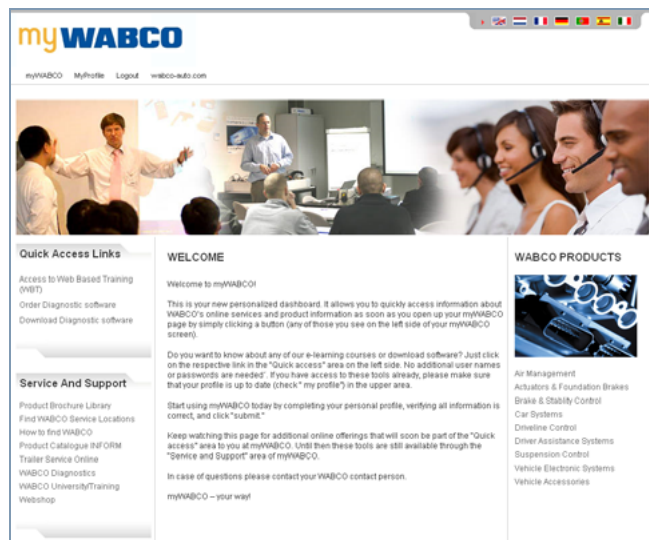 myWABCO
myWABCO MyProfile Logout wabco-auto.com
Quick Access Links
Access to Web Based Training
(WBT)
Order Diagnostic software
Download Diagnostic software
Service And Support
Product Brochure Library
Find WABCO Service Locations
How to find WABCO
Product Catalogue INFORM
Trailer Service Online
WABCO Diagnostics
WABCO University/Training
Webshop
WELCOME
Welcome to myWABCO!
This is your new personalized dashboard. It allows you to quickly access information about
WABCO's online services and product information as soon as you open up your myWABCO
page by simply clicking a button (any of those you see on the left side of your myWABCO
screen).
Do you want to know about any of our e-learning courses or download software? Just click
on the respective link in the "Quick access" area on the left side. No additional user names
or passwords are needed*. If you have access to these tools already, please make sure
that your profile is up to date (check " my profile") in the upper area.
Start using myWABCO today by completing your personal profile, verifying all information is
correct, and click "submit."
Keep watching this page for additional online offerings that will soon be part of the "Quick
access" area to you at myWABCO. Until then these tools are still available through the
"Service and Support" area of myWABCO.
In case of questions please contact your WABCO contact person.
myWABCO – your way!
WABCO PRODUCTS
Air Management
Actuators & Foundation Brakes
Brake & Stablity Control
Car Systems
Driveline Control
Driver Assistance Systems
Suspension Control
Vehicle Electronic Systems
Vehicle Accessories